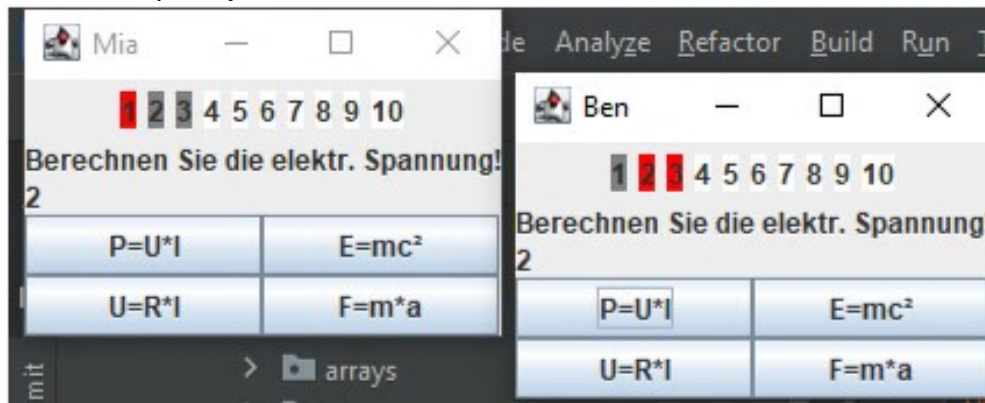 Mia
1 2 3 4 5 6 7 8 9 10
Berechnen Sie die elektr. Spannung!
2
P=U*I E=mc²
U=R*I F=m*a
de Analyze Refactor Build Run
Ben
1 2 3 4 5 6 7 8 9 10
Berechnen Sie die elektr. Spannung
2
P=U*I E=mc²
U=R*I F=m*a
arrays
mit